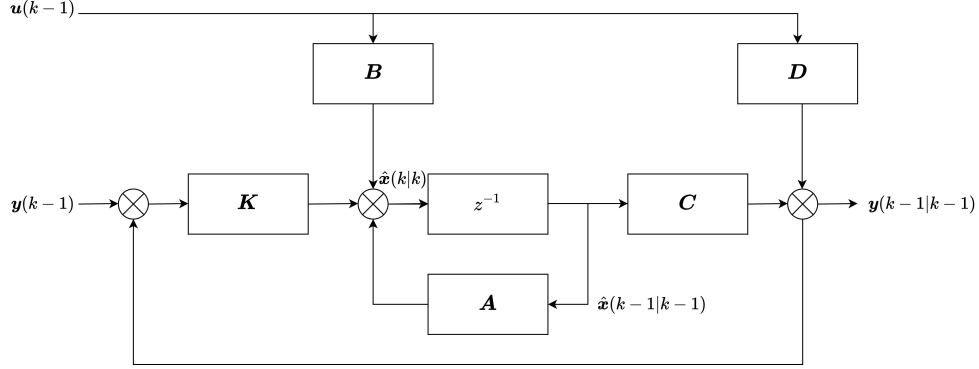 u(k−1)
B
D
x̂(k|k)
y(k−1)
K
z⁻¹
C
y(k−1|k−1)
A
x̂(k−1|k−1)